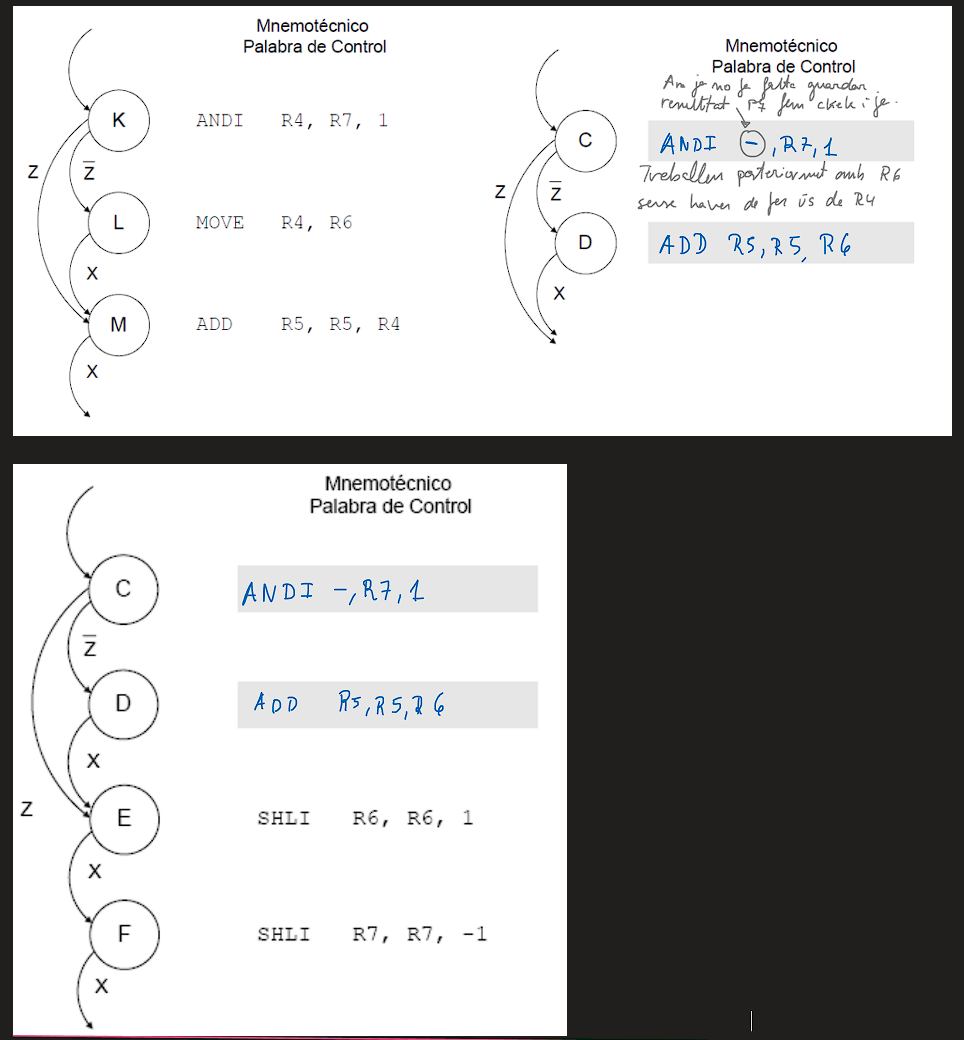 Mnemotécnico
Palabra de Control
K
ANDI R4, R7, 1
Z
Z̅
L
MOVE R4, R6
X
M
ADD R5, R5, R4
X
Mnemotécnico
Palabra de Control
Ara ja no fa falta guardar
resultat, fem check i ja.
C
ANDI -, R7, 1
Z
Z̅
Treballem posteriorment amb R6
sense haver de fer ús de R4
D
ADD R5, R5, R6
X
Mnemotécnico
Palabra de Control
C
ANDI -, R7, 1
Z̅
D
ADD R5, R5, R6
X
Z
E
SHLI R6, R6, 1
X
F
SHLI R7, R7, -1
X